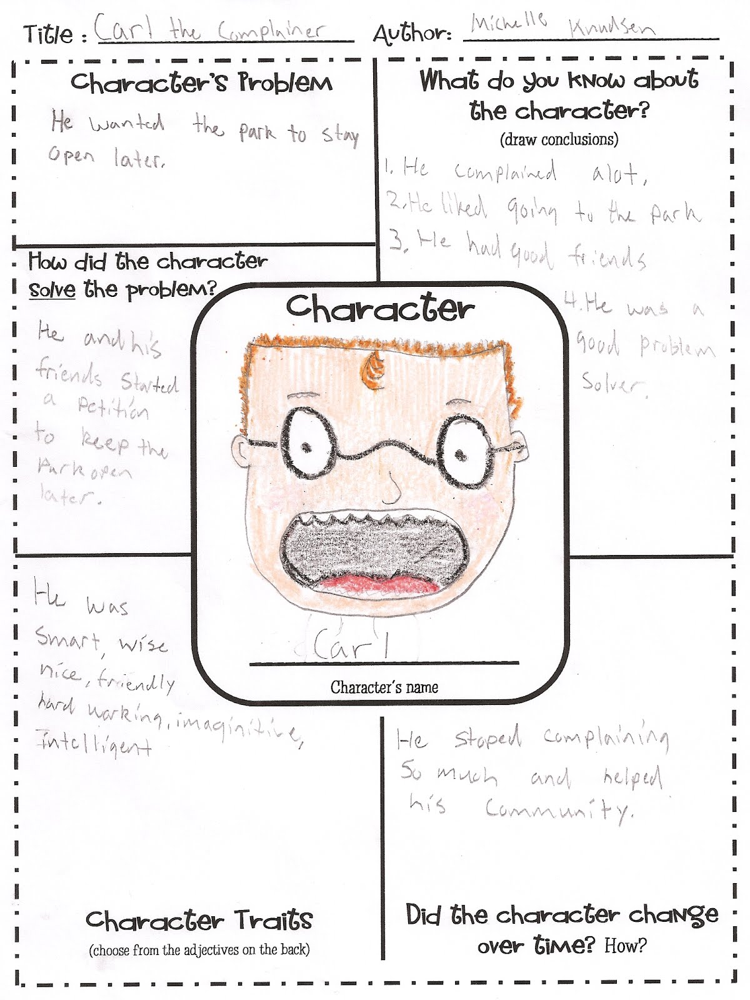 Title : Carl the Complainer Author: Michelle Knudsen
Character's Problem
He wanted the park to stay
open later.
What do you know about
the character?
(draw conclusions)
1. He complained alot.
2. He liked going to the park
3. He had good friends
4. He was a
good problem
Solver.
How did the character
solve the problem?
He and his
friends started
a petition
to keep the
Park open
later.
Character
Carl
Character's name
He was
Smart, wise
nice, friendly
hard working, imaginitive,
Intelligent
Character Traits
(choose from the adjectives on the back)
He stoped complaining
So much and helped
his community.
Did the character change
over time? How?